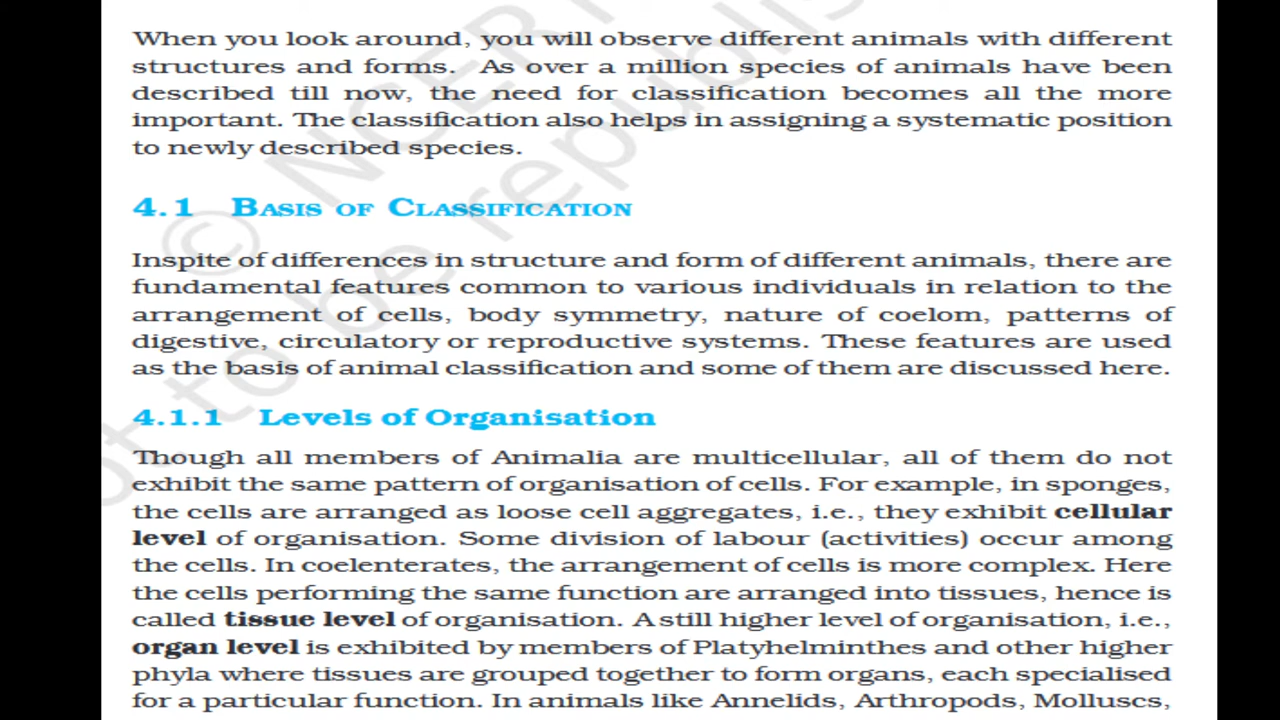 When you look around, you will observe different animals with different
structures and forms. As over a million species of animals have been
described till now, the need for classification becomes all the more
important. The classification also helps in assigning a systematic position
to newly described species.
4.1 BASIS OF CLASSIFICATION
Inspite of differences in structure and form of different animals, there are
fundamental features common to various individuals in relation to the
arrangement of cells, body symmetry, nature of coelom, patterns of
digestive, circulatory or reproductive systems. These features are used
as the basis of animal classification and some of them are discussed here.
4.1.1 Levels of Organisation
Though all members of Animalia are multicellular, all of them do not
exhibit the same pattern of organisation of cells. For example, in sponges,
the cells are arranged as loose cell aggregates, i.e., they exhibit cellular
level of organisation. Some division of labour (activities) occur among
the cells. In coelenterates, the arrangement of cells is more complex. Here
the cells performing the same function are arranged into tissues, hence is
called tissue level of organisation. A still higher level of organisation, i.e.,
organ level is exhibited by members of Platyhelminthes and other higher
phyla where tissues are grouped together to form organs, each specialised
for a particular function. In animals like Annelids, Arthropods, Molluscs,
© NCERT
to be